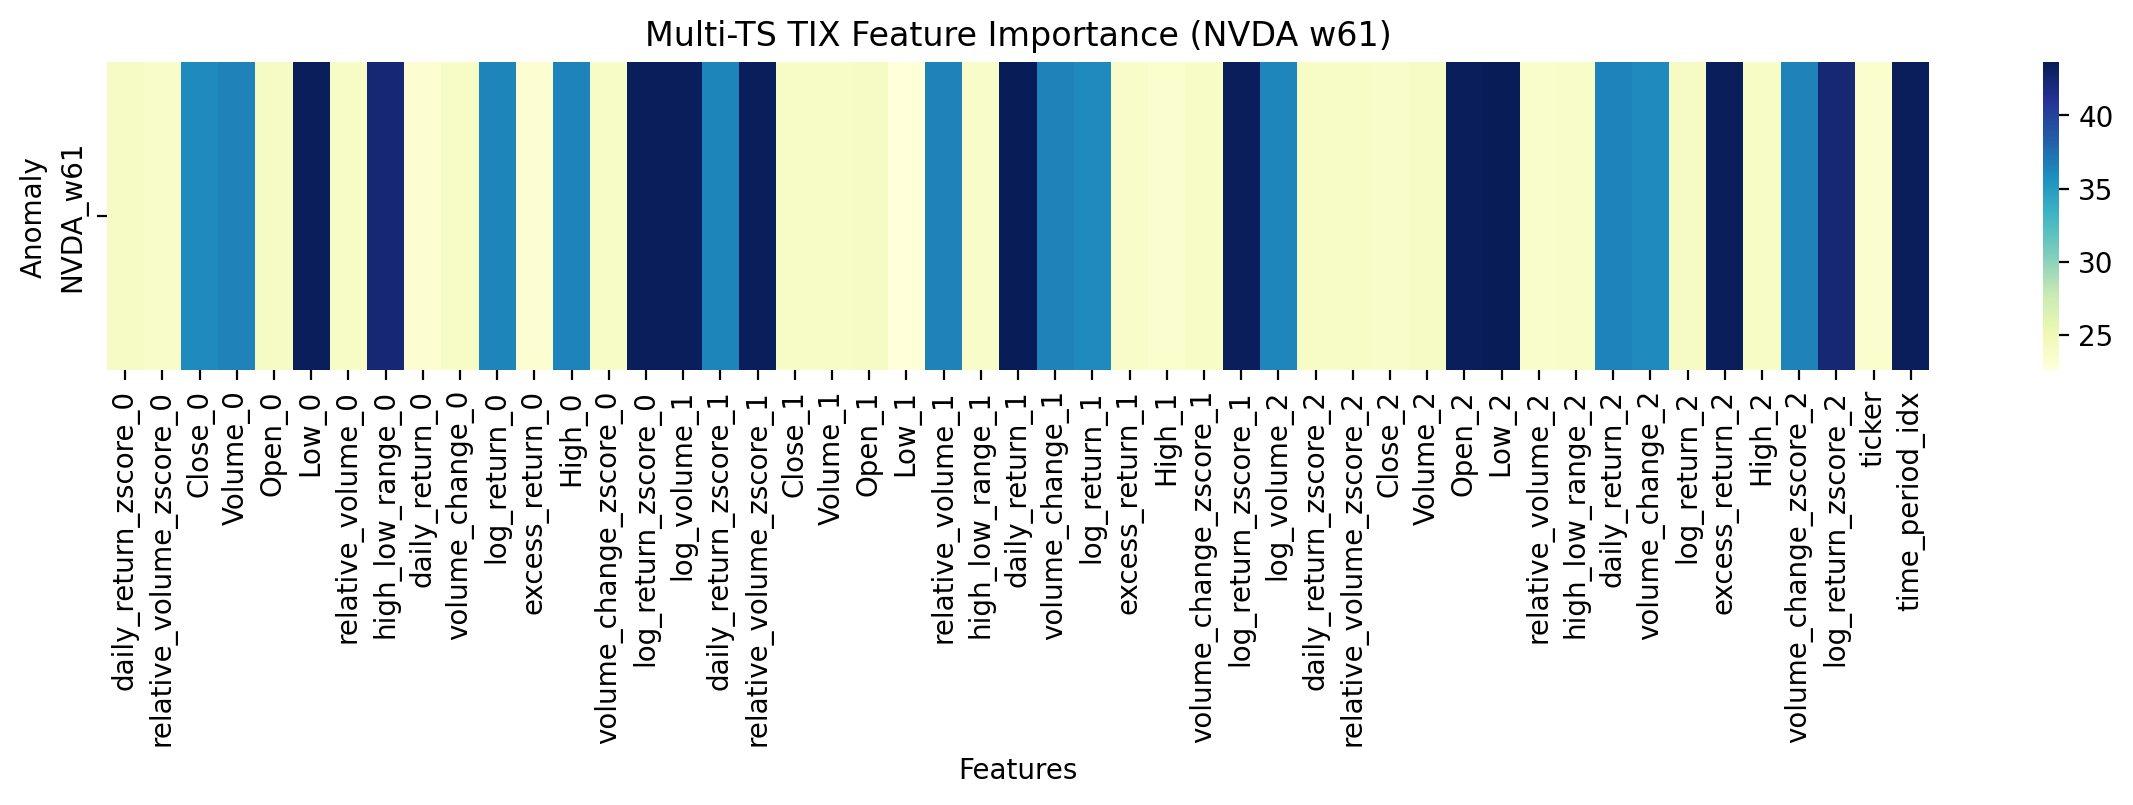 Multi-TS TIX Feature Importance (NVDA w61)
Anomaly
NVDA_w61
40
35
30
25
daily_return_zscore_0
relative_volume_zscore_0
Close_0
Volume_0
Open_0
Low_0
relative_volume_0
high_low_range_0
daily_return_0
volume_change_0
log_return_0
excess_return_0
High_0
volume_change_zscore_0
log_return_zscore_0
log_volume_1
daily_return_zscore_1
relative_volume_zscore_1
Close_1
Volume_1
Open_1
Low_1
relative_volume_1
high_low_range_1
daily_return_1
volume_change_1
log_return_1
excess_return_1
High_1
volume_change_zscore_1
log_return_zscore_1
log_volume_2
daily_return_zscore_2
relative_volume_zscore_2
Close_2
Volume_2
Open_2
Low_2
relative_volume_2
high_low_range_2
daily_return_2
volume_change_2
log_return_2
excess_return_2
High_2
volume_change_zscore_2
log_return_zscore_2
ticker
time_period_idx
Features